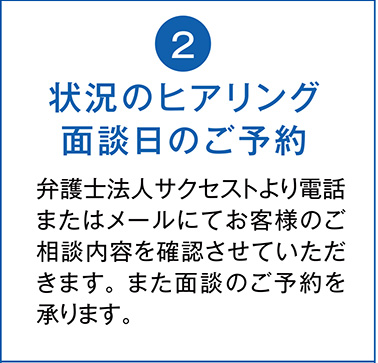 2
状況のヒアリング
面談日のご予約
弁護士法人サクセストより電話
またはメールにてお客様のご
相談内容を確認させていただ
きます。また面談のご予約を
承ります。